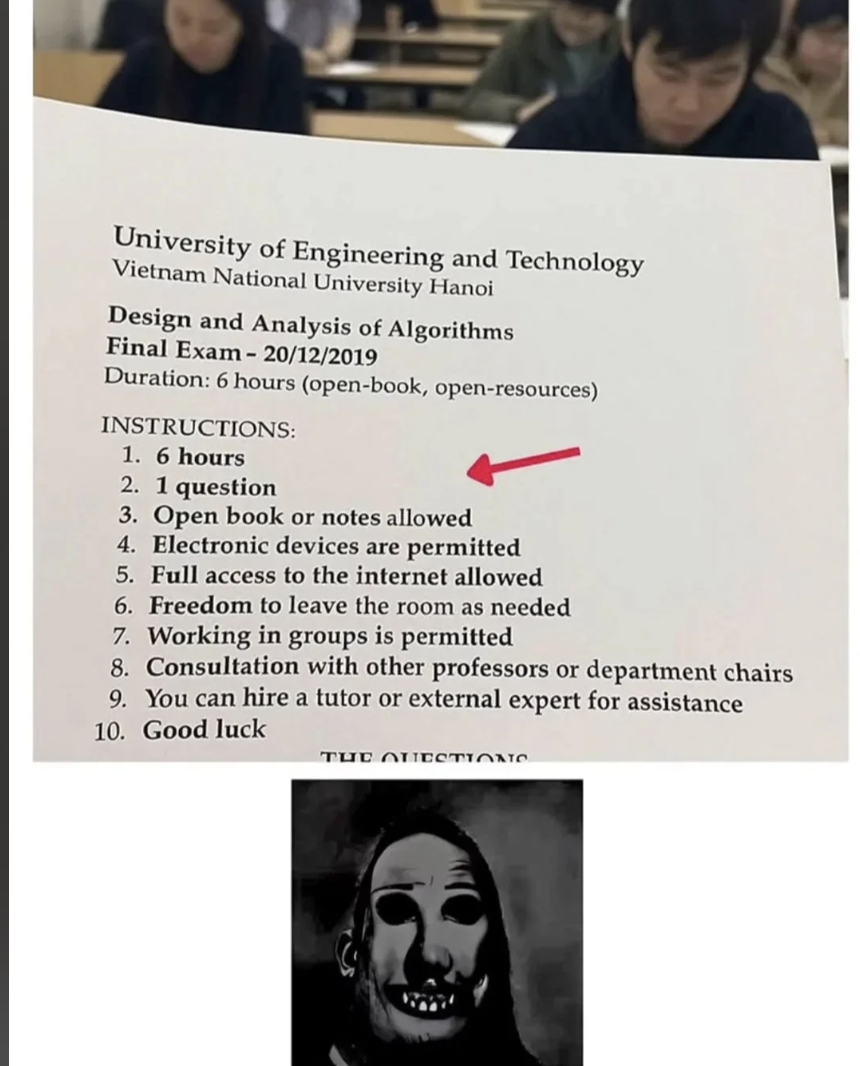 University of Engineering and Technology
Vietnam National University Hanoi
Design and Analysis of Algorithms
Final Exam – 20/12/2019
Duration: 6 hours (open-book, open-resources)
INSTRUCTIONS:
1. 6 hours
2. 1 question
3. Open book or notes allowed
4. Electronic devices are permitted
5. Full access to the internet allowed
6. Freedom to leave the room as needed
7. Working in groups is permitted
8. Consultation with other professors or department chairs
9. You can hire a tutor or external expert for assistance
10. Good luck
THE QUESTIONS